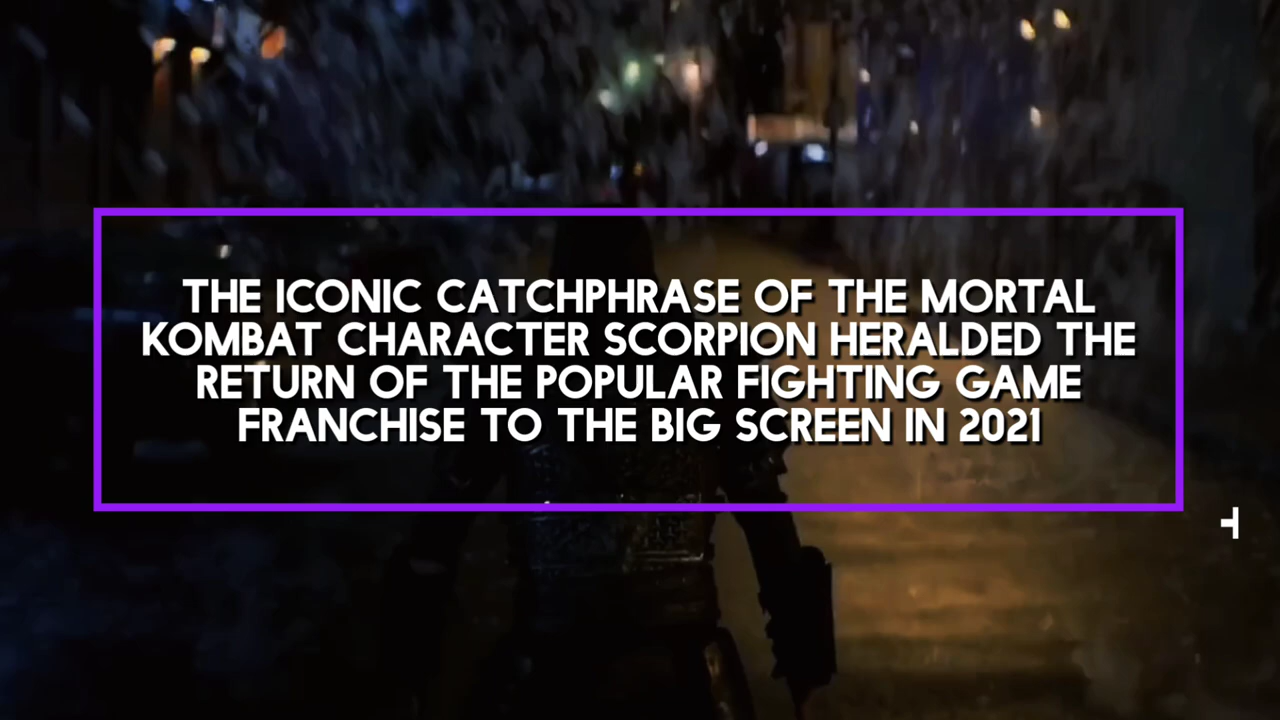 THE ICONIC CATCHPHRASE OF THE MORTAL
KOMBAT CHARACTER SCORPION HERALDED THE
RETURN OF THE POPULAR FIGHTING GAME
FRANCHISE TO THE BIG SCREEN IN 2021